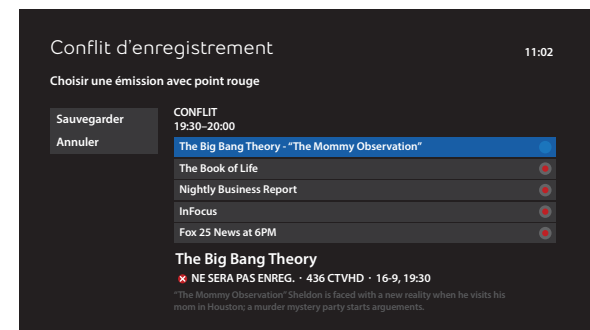 Conflit d'enregistrement
11:02
Choisir une émission avec point rouge
Sauvegarder
Annuler
CONFLIT
19:30–20:00
The Big Bang Theory - "The Mommy Observation"
The Book of Life
Nightly Business Report
InFocus
Fox 25 News at 6PM
The Big Bang Theory
NE SERA PAS ENREG. · 436 CTVHD · 16-9, 19:30
"The Mommy Observation" Sheldon is faced with a new reality when he visits his
mom in Houston; a murder mystery party starts arguements.